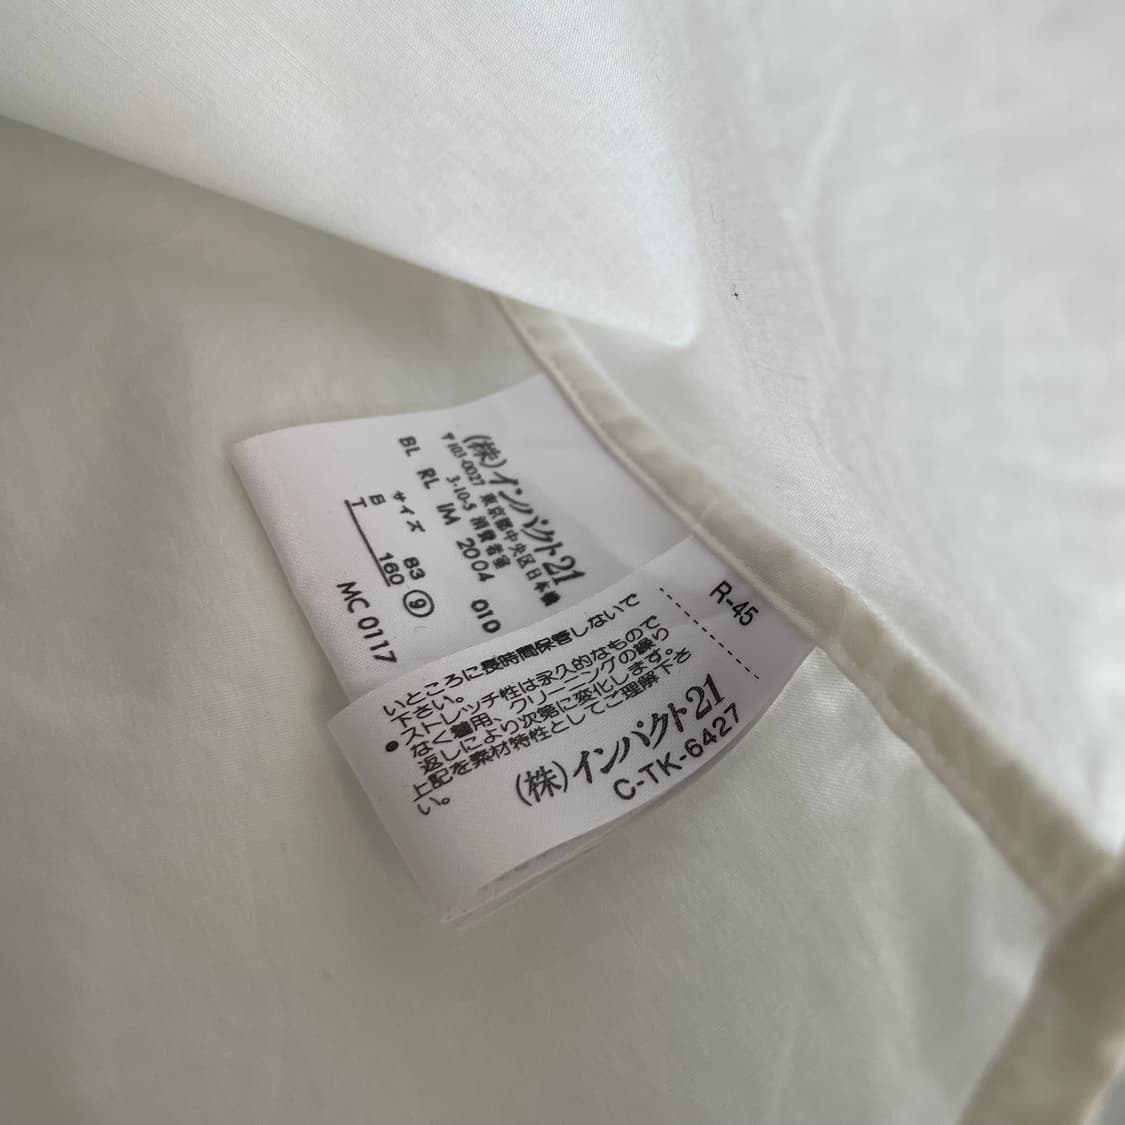 (株)インパクト21
〒103-0027 東京都中央区日本橋
3-10-5 消費者室
BL RL IM 2004 01D
サイズ
B 83
T 160 ⑨
MC 0117
R-45
いところに長時間保管しないで
下さい。
●ストレッチ性は永久的なもので
なく着用、クリーニングの繰り
返しにより次第に変化します。
上記を素材特性としてご理解下さ
い。
(株)インパクト21
C-TK-6427